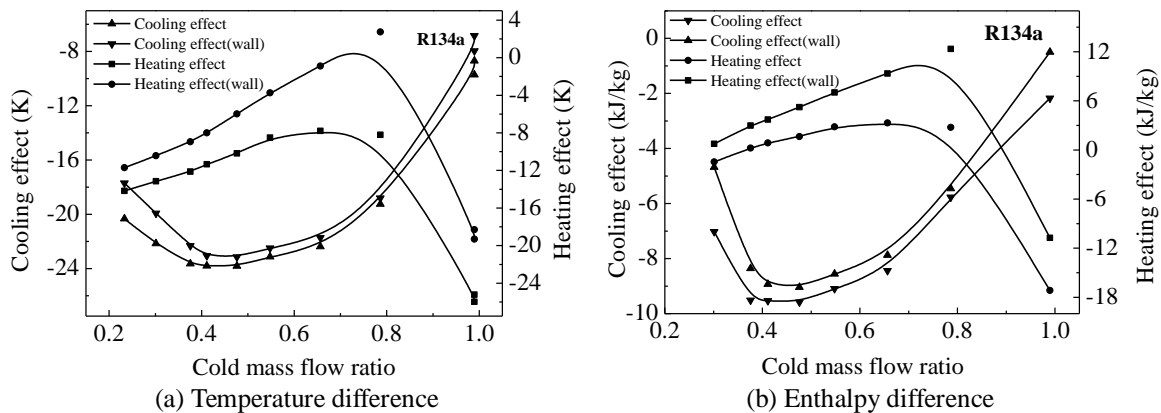 Cooling effect
Cooling effect(wall)
Heating effect
Heating effect(wall)
R134a
-8
-12
-16
-20
-24
4
0
-4
-8
-12
-16
-20
-24
0.2
0.4
0.6
0.8
1.0
Cooling effect (K)
Heating effect (K)
Cold mass flow ratio
(a) Temperature difference
Cooling effect
Cooling effect(wall)
Heating effect
Heating effect(wall)
R134a
0
-2
-4
-6
-8
-10
12
6
0
-6
-12
-18
0.2
0.4
0.6
0.8
1.0
Cooling effect (kJ/kg)
Heating effect (kJ/kg)
Cold mass flow ratio
(b) Enthalpy difference